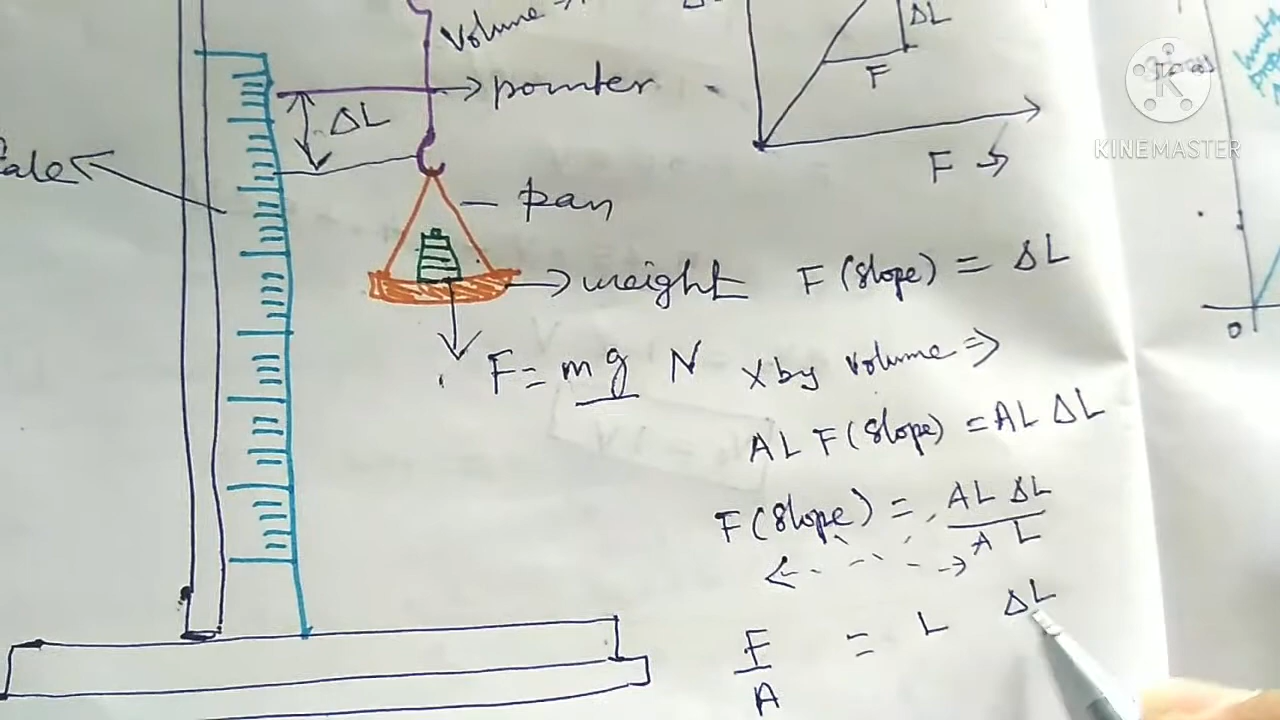 Volume
ΔL
F
pointer
ΔL
F →
KINEMASTER
pan
weight
F (slope) = ΔL
F = mg N
X by volume ⇒
AL F (slope) = AL ΔL
F (slope) = AL ΔL
A L
F = L ΔL
A
0